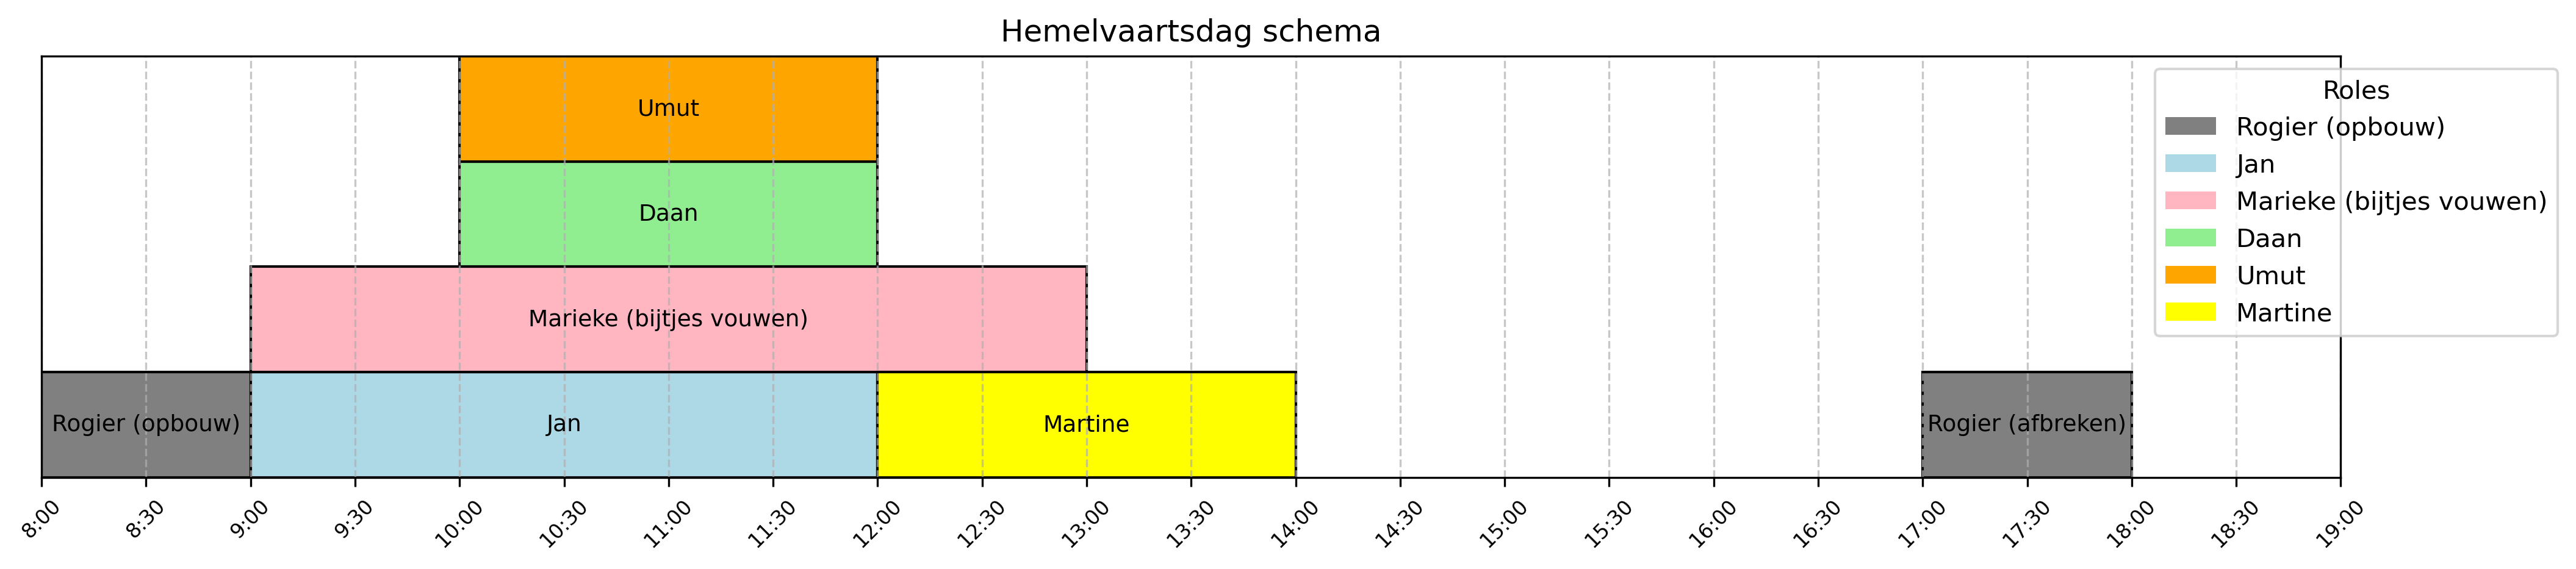 Hemelvaartsdag schema
Umut
Daan
Marieke (bijtjes vouwen)
Rogier (opbouw)
Jan
Martine
Rogier (afbreken)
Roles
Rogier (opbouw)
Jan
Marieke (bijtjes vouwen)
Daan
Umut
Martine
8:00
8:30
9:00
9:30
10:00
10:30
11:00
11:30
12:00
12:30
13:00
13:30
14:00
14:30
15:00
15:30
16:00
16:30
17:00
17:30
18:00
18:30
19:00